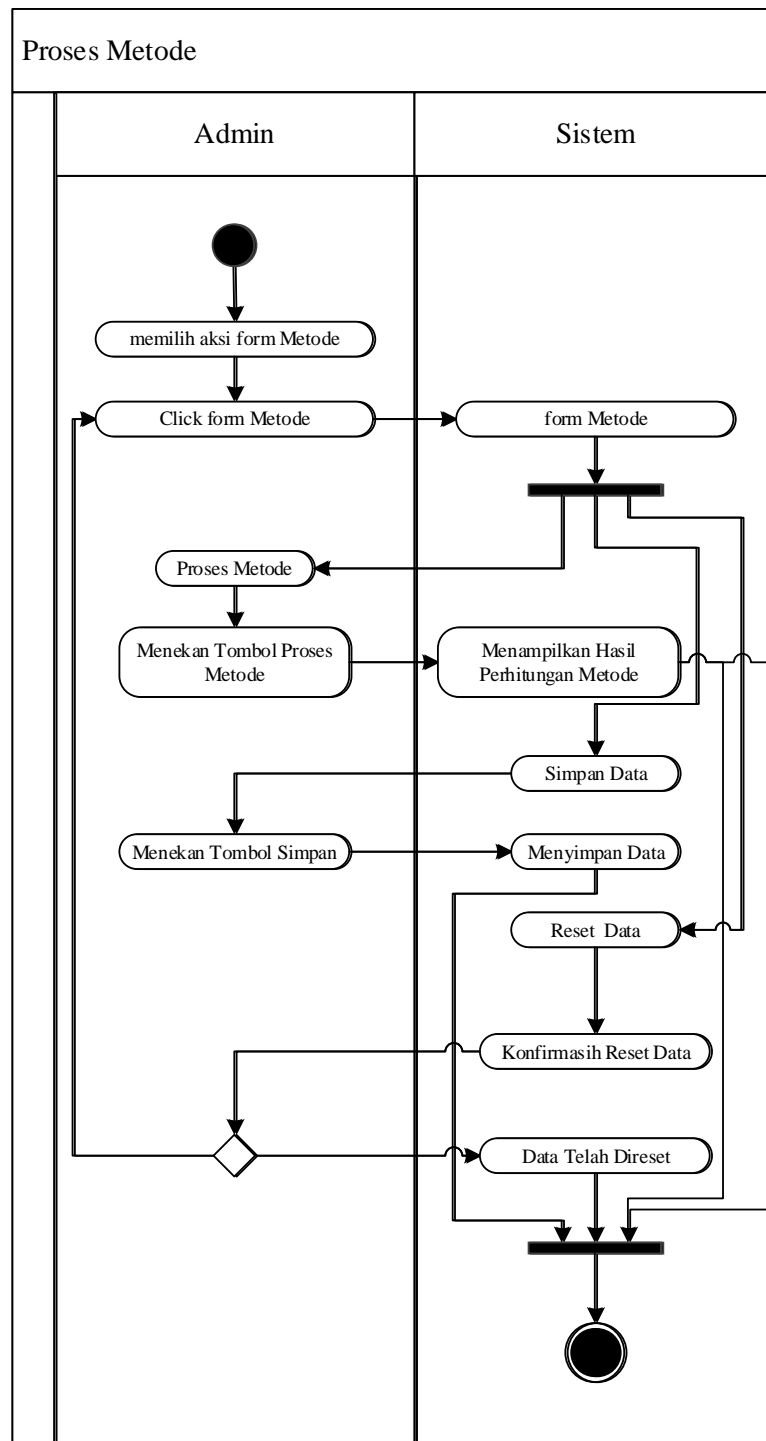 Proses Metode
Admin
Sistem
memilih aksi form Metode
Click form Metode
form Metode
Proses Metode
Menekan Tombol Proses
Metode
Menampilkan Hasil
Perhitungan Metode
Simpan Data
Menekan Tombol Simpan
Menyimpan Data
Reset Data
Konfirmasih Reset Data
Data Telah Direset